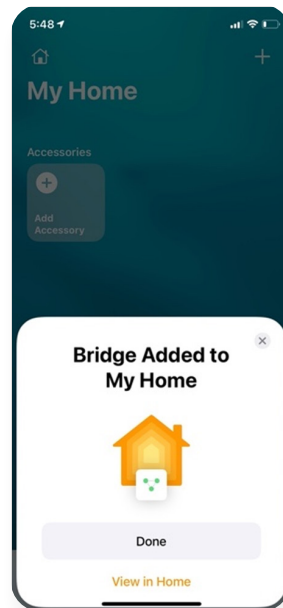 5:48
My Home
Accessories
Add
Accessory
Bridge Added to
My Home
Done
View in Home